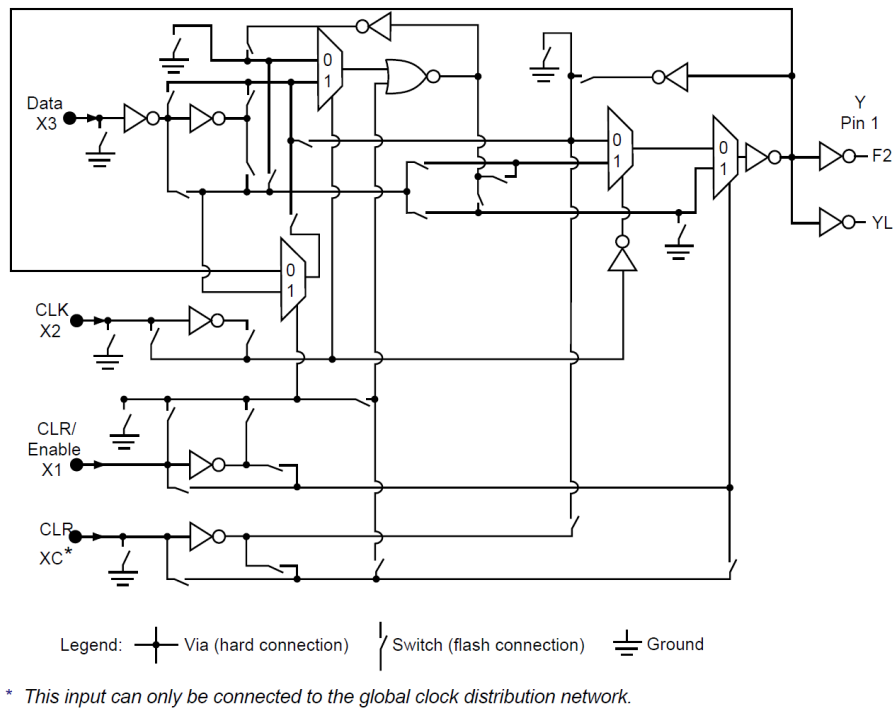 0
1
Data
X3
0
1
0
1
Y
Pin 1
F2
YL
0
1
CLK
X2
CLR/
Enable
X1
CLR
XC*
Legend: Via (hard connection) Switch (flash connection) Ground
* This input can only be connected to the global clock distribution network.